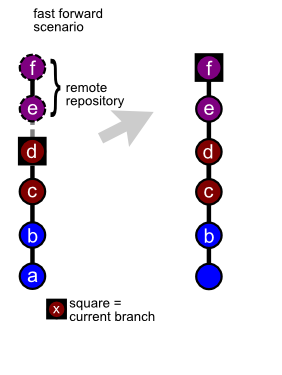 fast forward
scenario
f
e
d
c
b
a
remote
repository
f
e
d
c
b
x
square =
current branch